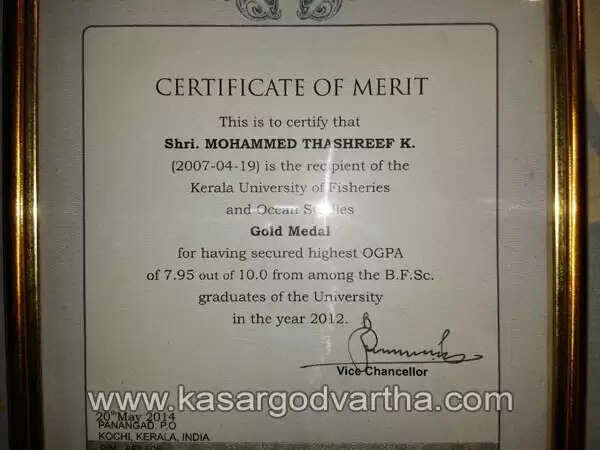 CERTIFICATE OF MERIT
This is to certify that
Shri. MOHAMMED THASHREEF K.
(2007-04-19) is the recipient of the
Kerala University of Fisheries
and Ocean Studies
Gold Medal
for having secured highest OGPA
of 7.95 out of 10.0 from among the B.F.Sc.
graduates of the University
in the year 2012.
Vice Chancellor
www.kasargodvartha.com
20th May 2014
PANANGAD. P.O
KOCHI, KERALA, INDIA